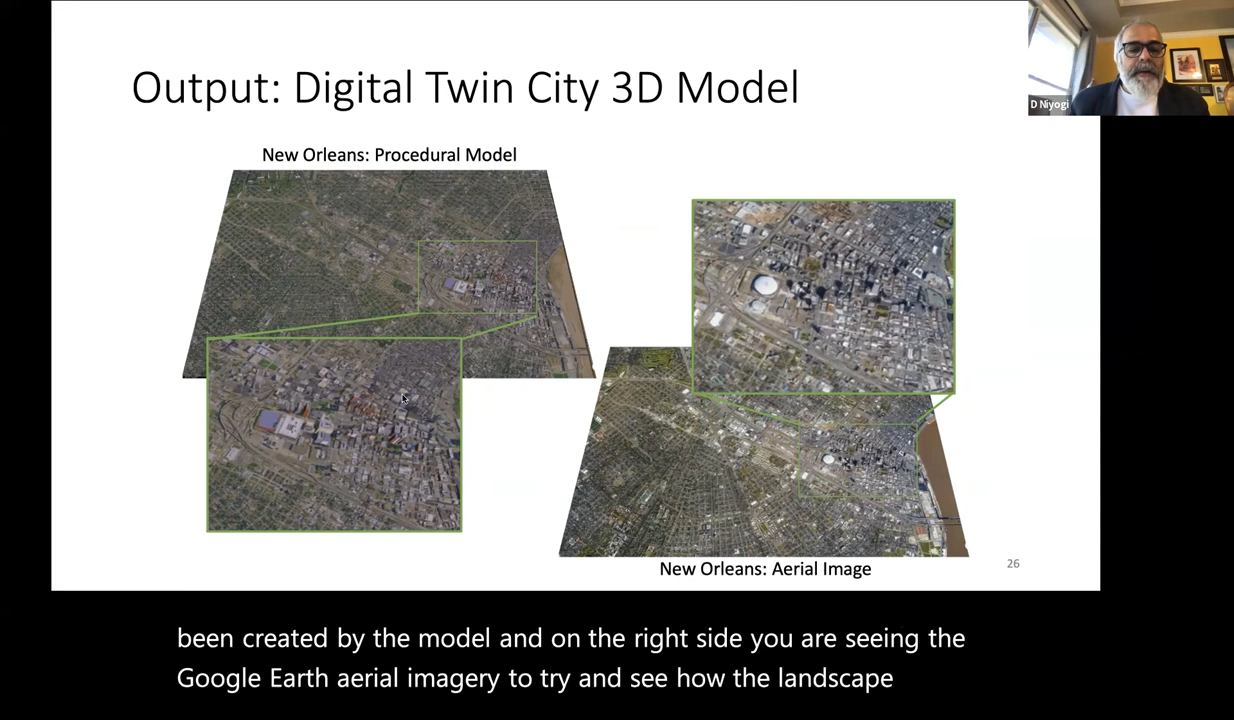 Output: Digital Twin City 3D Model
D Niyogi
New Orleans: Procedural Model
New Orleans: Aerial Image
26
been created by the model and on the right side you are seeing the
Google Earth aerial imagery to try and see how the landscape